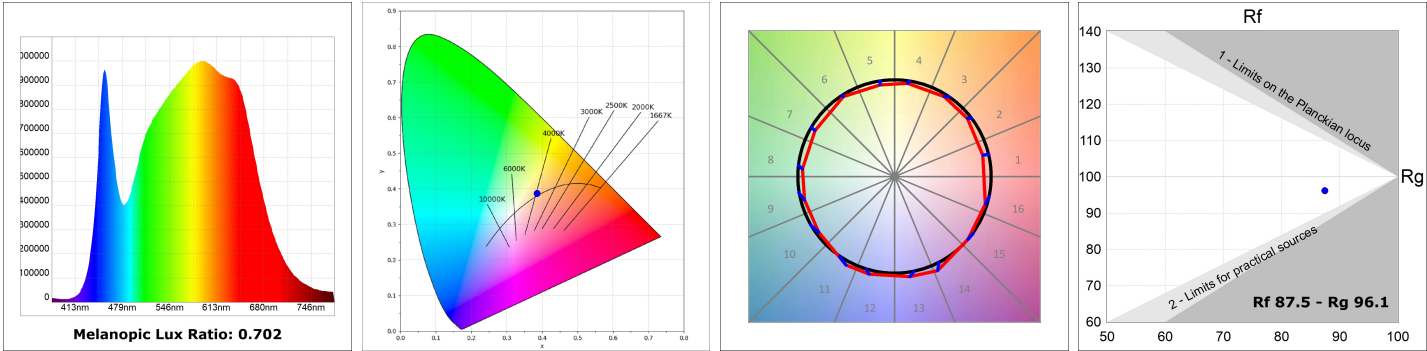 000000
900000
800000
700000
600000
500000
400000
300000
200000
100000
0
413nm 479nm 546nm 613nm 680nm 746nm
Melanopic Lux Ratio: 0.702
0.9
0.8
0.7
0.6
0.5
0.4
0.3
0.2
0.1
0.0
y
0.0 0.1 0.2 0.3 0.4 0.5 0.6 0.7 0.8
x
1667K
2000K
2500K
3000K
4000K
6000K
10000K
1
2
3
4
5
6
7
8
9
10
11
12
13
14
15
16
Rf
140
130
120
110
100
90
80
70
60
50 60 70 80 90 100
Rg
1 - Limits on the Planckian locus
2 - Limits for practical sources
Rf 87.5 - Rg 96.1